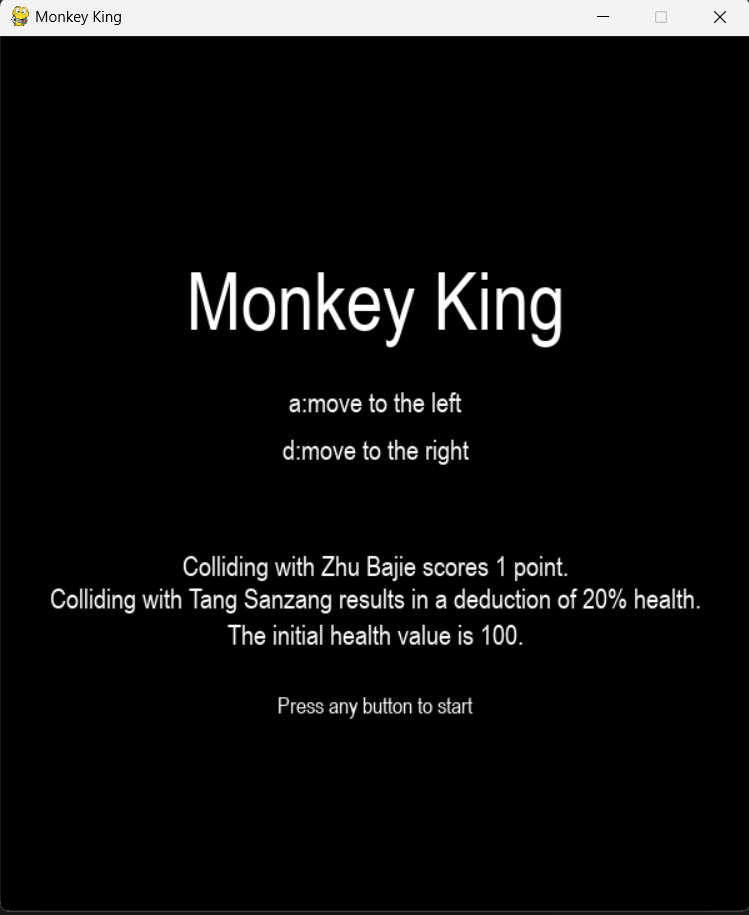 Monkey King
Monkey King
a:move to the left
d:move to the right
Colliding with Zhu Bajie scores 1 point.
Colliding with Tang Sanzang results in a deduction of 20% health.
The initial health value is 100.
Press any button to start